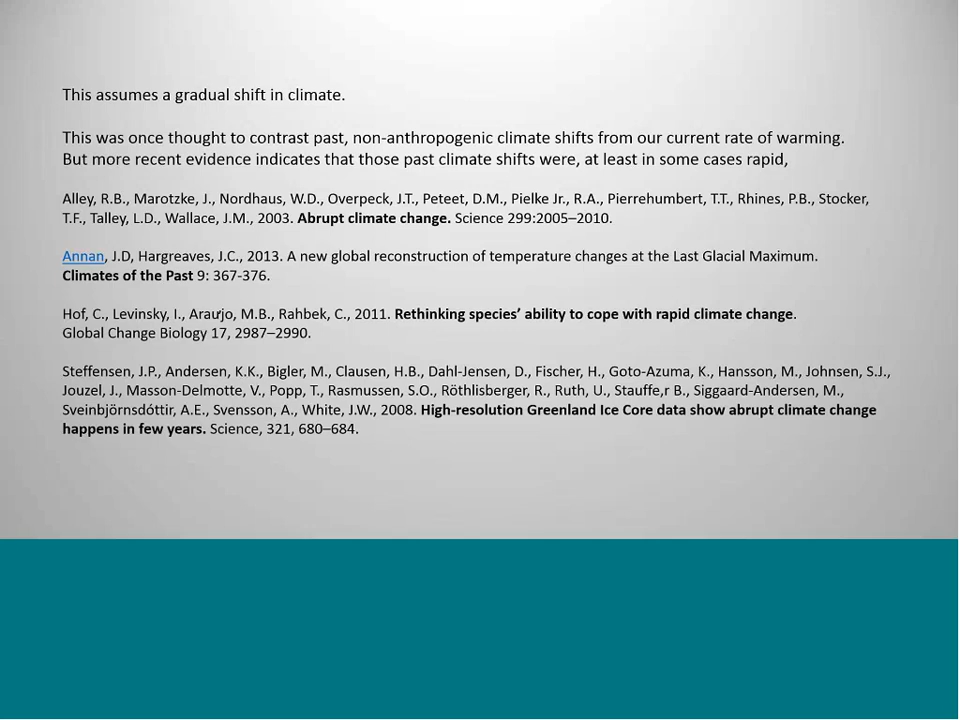 This assumes a gradual shift in climate.
This was once thought to contrast past, non-anthropogenic climate shifts from our current rate of warming.
But more recent evidence indicates that those past climate shifts were, at least in some cases rapid,
Alley, R.B., Marotzke, J., Nordhaus, W.D., Overpeck, J.T., Peteet, D.M., Pielke Jr., R.A., Pierrehumbert, T.T., Rhines, P.B., Stocker,
T.F., Talley, L.D., Wallace, J.M., 2003. Abrupt climate change. Science 299:2005–2010.
Annan, J.D, Hargreaves, J.C., 2013. A new global reconstruction of temperature changes at the Last Glacial Maximum.
Climates of the Past 9: 367-376.
Hof, C., Levinsky, I., Araujo, M.B., Rahbek, C., 2011. Rethinking species’ ability to cope with rapid climate change.
Global Change Biology 17, 2987–2990.
Steffensen, J.P., Andersen, K.K., Bigler, M., Clausen, H.B., Dahl-Jensen, D., Fischer, H., Goto-Azuma, K., Hansson, M., Johnsen, S.J.,
Jouzel, J., Masson-Delmotte, V., Popp, T., Rasmussen, S.O., Röthlisberger, R., Ruth, U., Stauffe,r B., Siggaard-Andersen, M.,
Sveinbjörnsdóttir, A.E., Svensson, A., White, J.W., 2008. High-resolution Greenland Ice Core data show abrupt climate change
happens in few years. Science, 321, 680–684.